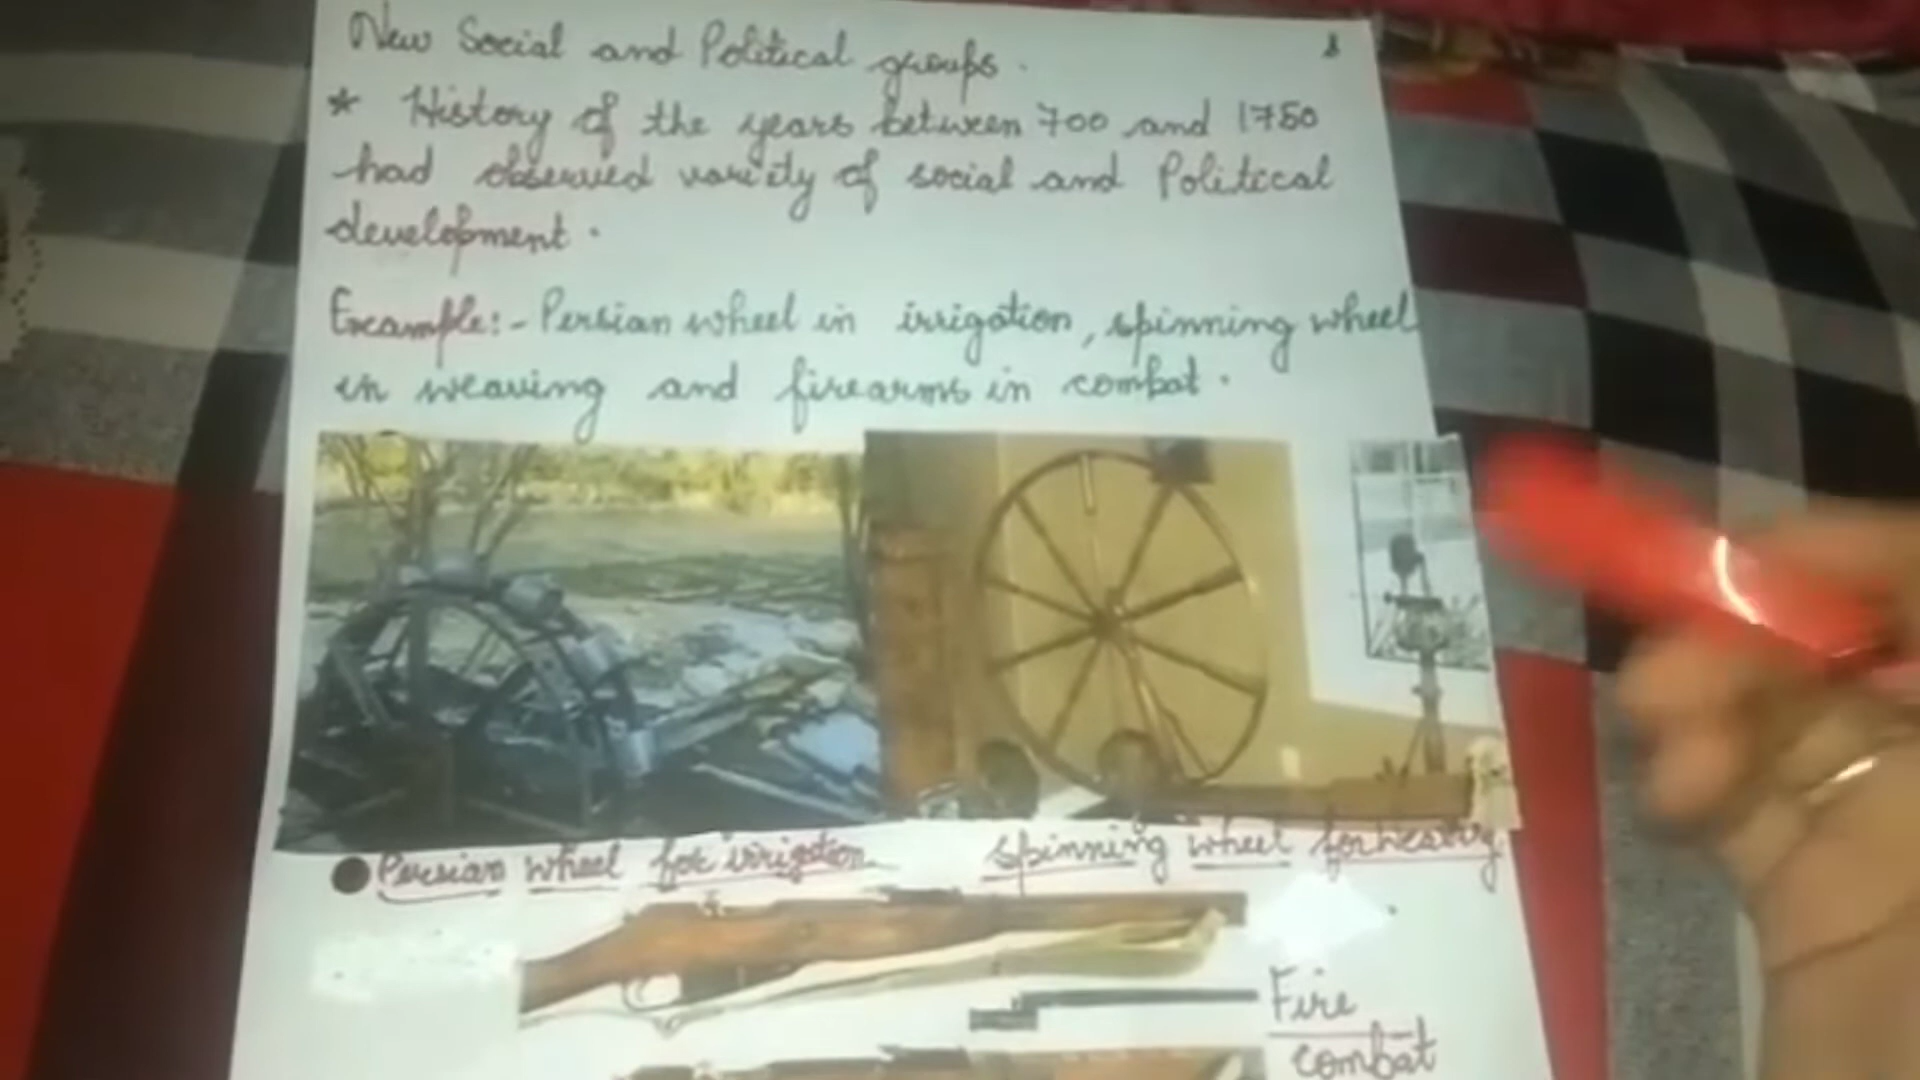 New Social and Political groups.
* History of the years between 700 and 1750
had observed variety of social and Political
development.
Example:- Persian wheel in irrigation, spinning wheel
in weaving and firearms in combat.
Persian wheel for irrigation spinning wheel for
Fire
combat